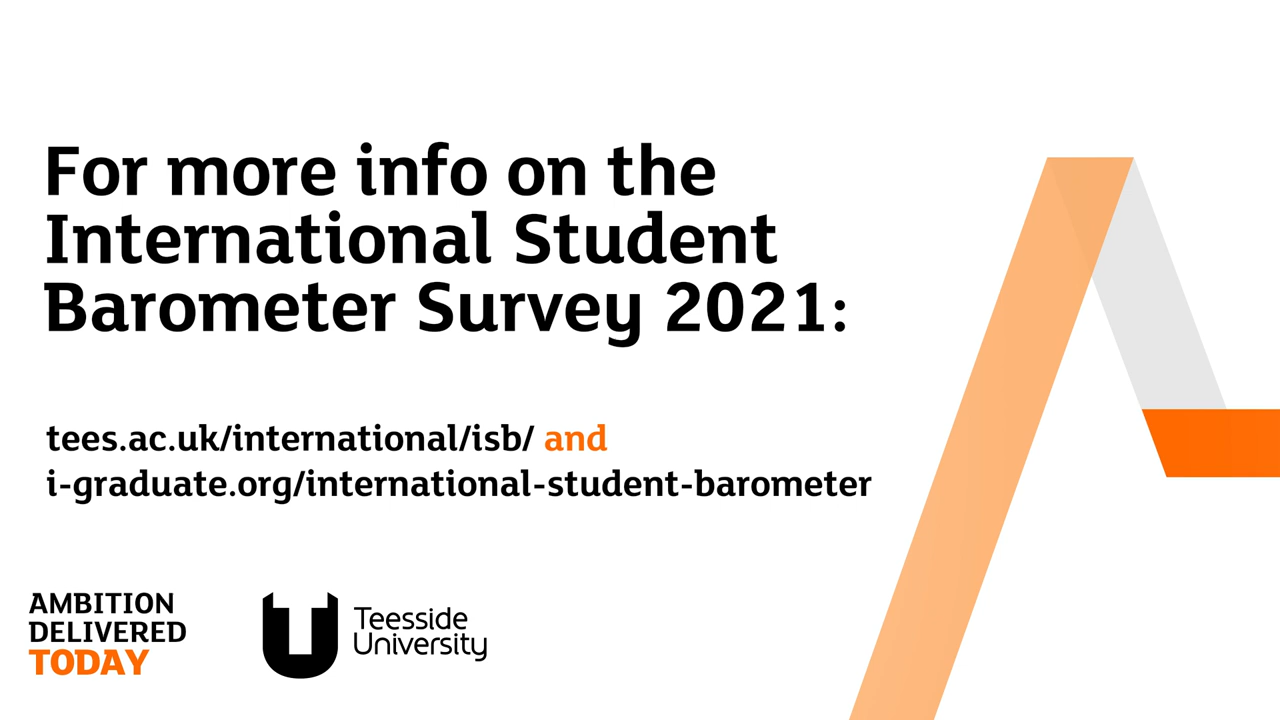 For more info on the
International Student
Barometer Survey 2021:
tees.ac.uk/international/isb/ and
i-graduate.org/international-student-barometer
AMBITION
DELIVERED
TODAY
Teesside
University